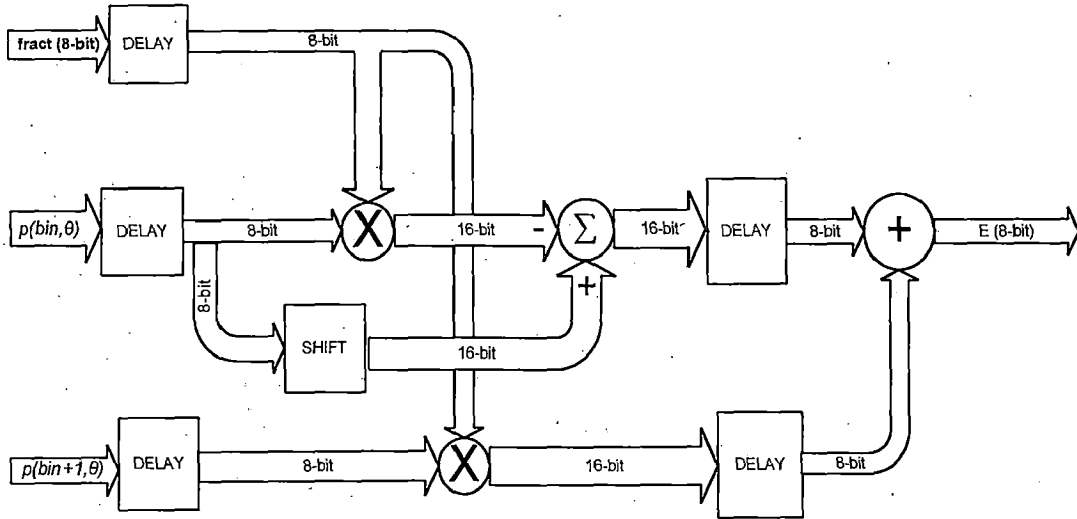 fract (8-bit)
DELAY
8-bit
p(bin,θ)
DELAY
8-bit
X
16-bit
-
Σ
+
16-bit
DELAY
8-bit
+
E (8-bit)
8-bit
SHIFT
16-bit
p(bin+1,θ)
DELAY
8-bit
X
16-bit
DELAY
8-bit